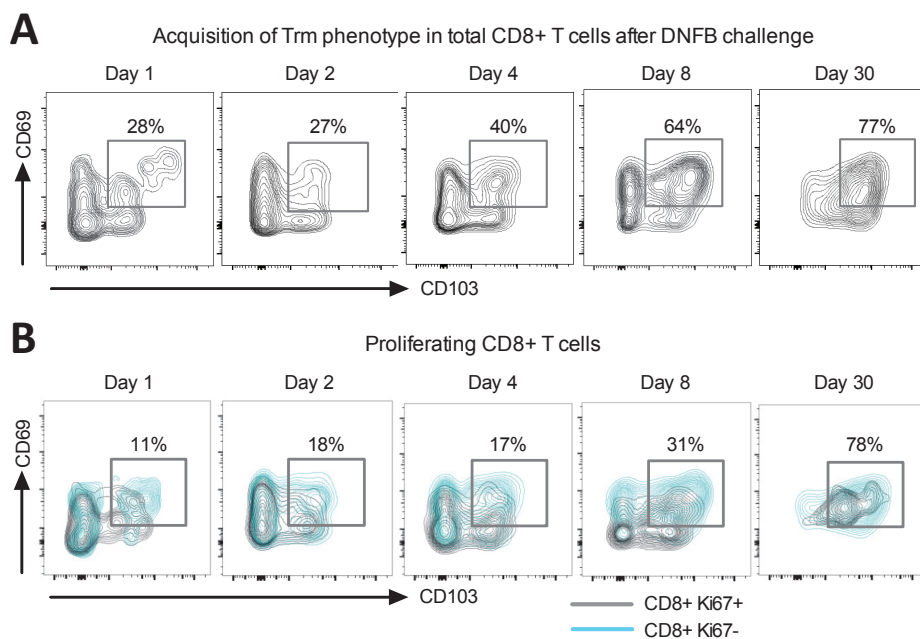 A
Acquisition of Trm phenotype in total CD8+ T cells after DNFB challenge
Day 1 Day 2 Day 4 Day 8 Day 30
28% 27% 40% 64% 77%
CD69
CD103
B
Proliferating CD8+ T cells
Day 1 Day 2 Day 4 Day 8 Day 30
11% 18% 17% 31% 78%
CD69
CD103
CD8+ Ki67+
CD8+ Ki67-